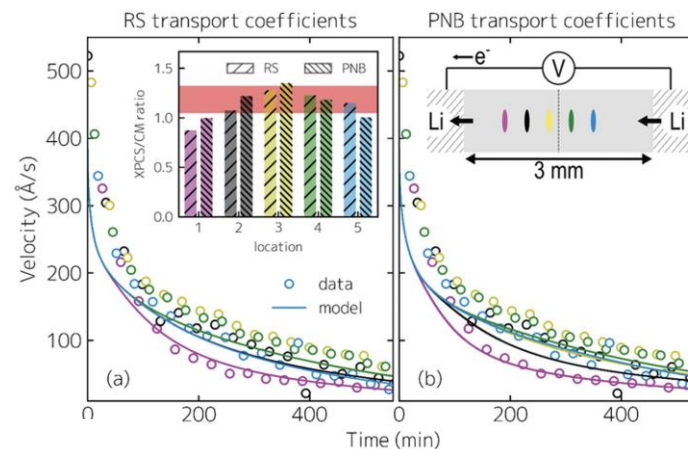 RS transport coefficients
PNB transport coefficients
Velocity (Å/s)
500
400
300
200
100
XPCS/CM ratio
1.5
1.0
0.5
0.0
RS
PNB
1 2 3 4 5
location
data
model
(a)
e-
V
Li
Li
3 mm
(b)
0 200 400
0 200 400
Time (min)